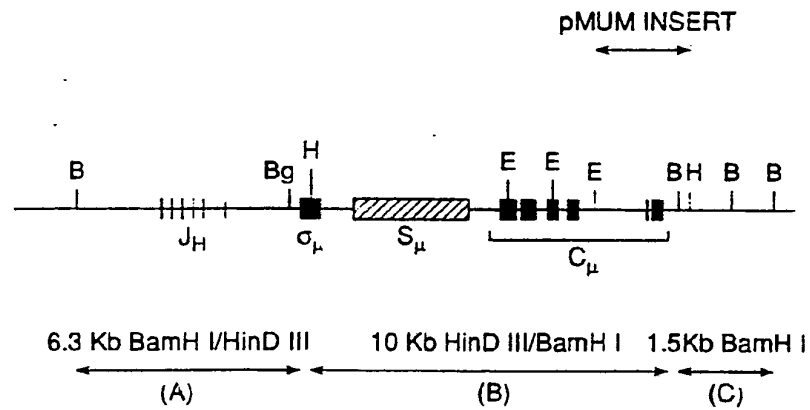 pMUM INSERT
B Bg H E E E B H B B
J_H σ_μ S_μ C_μ
6.3 Kb BamH I/HinD III 10 Kb HinD III/BamH I 1.5Kb BamH I
(A) (B) (C)